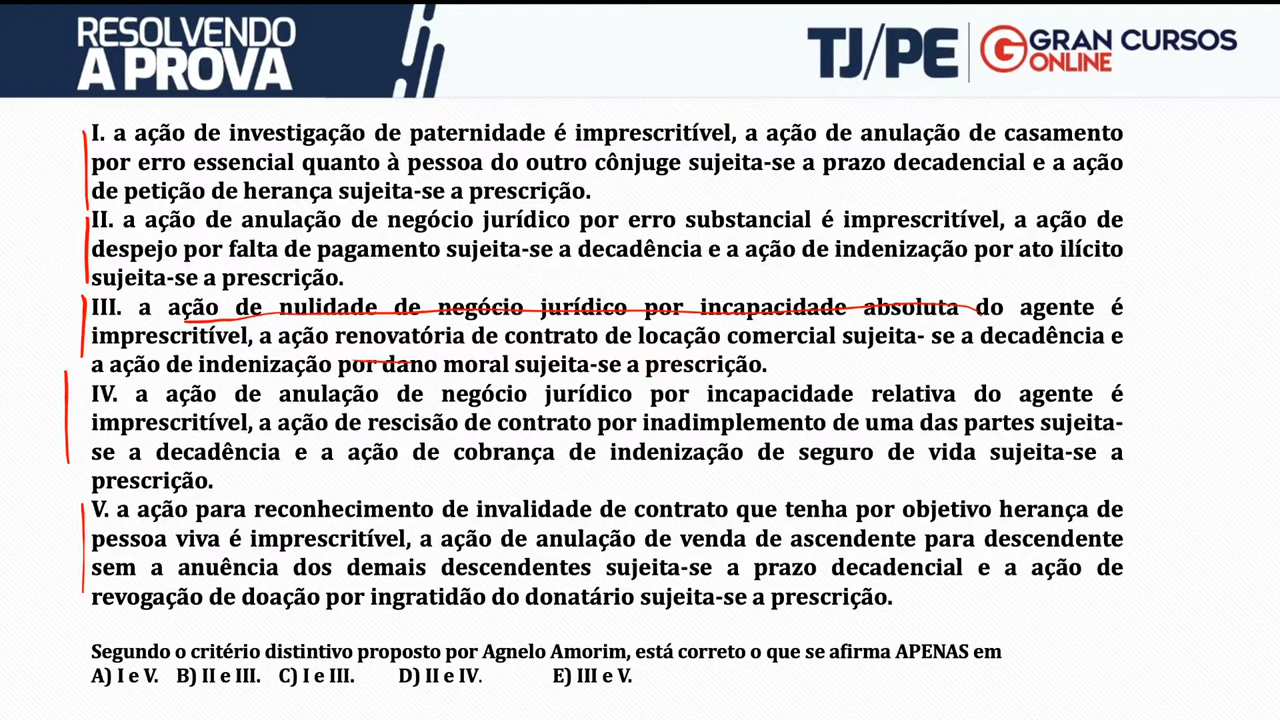 RESOLVENDO
A PROVA
TJ/PE
G GRAN CURSOS
ONLINE
I. a ação de investigação de paternidade é imprescritível, a ação de anulação de casamento
por erro essencial quanto à pessoa do outro cônjuge sujeita-se a prazo decadencial e a ação
de petição de herança sujeita-se a prescrição.
II. a ação de anulação de negócio jurídico por erro substancial é imprescritível, a ação de
despejo por falta de pagamento sujeita-se a decadência e a ação de indenização por ato ilícito
sujeita-se a prescrição.
III. a ação de nulidade de negócio jurídico por incapacidade absoluta do agente é
imprescritível, a ação renovatória de contrato de locação comercial sujeita- se a decadência e
a ação de indenização por dano moral sujeita-se a prescrição.
IV. a ação de anulação de negócio jurídico por incapacidade relativa do agente é
imprescritível, a ação de rescisão de contrato por inadimplemento de uma das partes sujeita-
se a decadência e a ação de cobrança de indenização de seguro de vida sujeita-se a
prescrição.
V. a ação para reconhecimento de invalidade de contrato que tenha por objetivo herança de
pessoa viva é imprescritível, a ação de anulação de venda de ascendente para descendente
sem a anuência dos demais descendentes sujeita-se a prazo decadencial e a ação de
revogação de doação por ingratidão do donatário sujeita-se a prescrição.
Segundo o critério distintivo proposto por Agnelo Amorim, está correto o que se afirma APENAS em
A) I e V. B) II e III. C) I e III. D) II e IV. E) III e V.